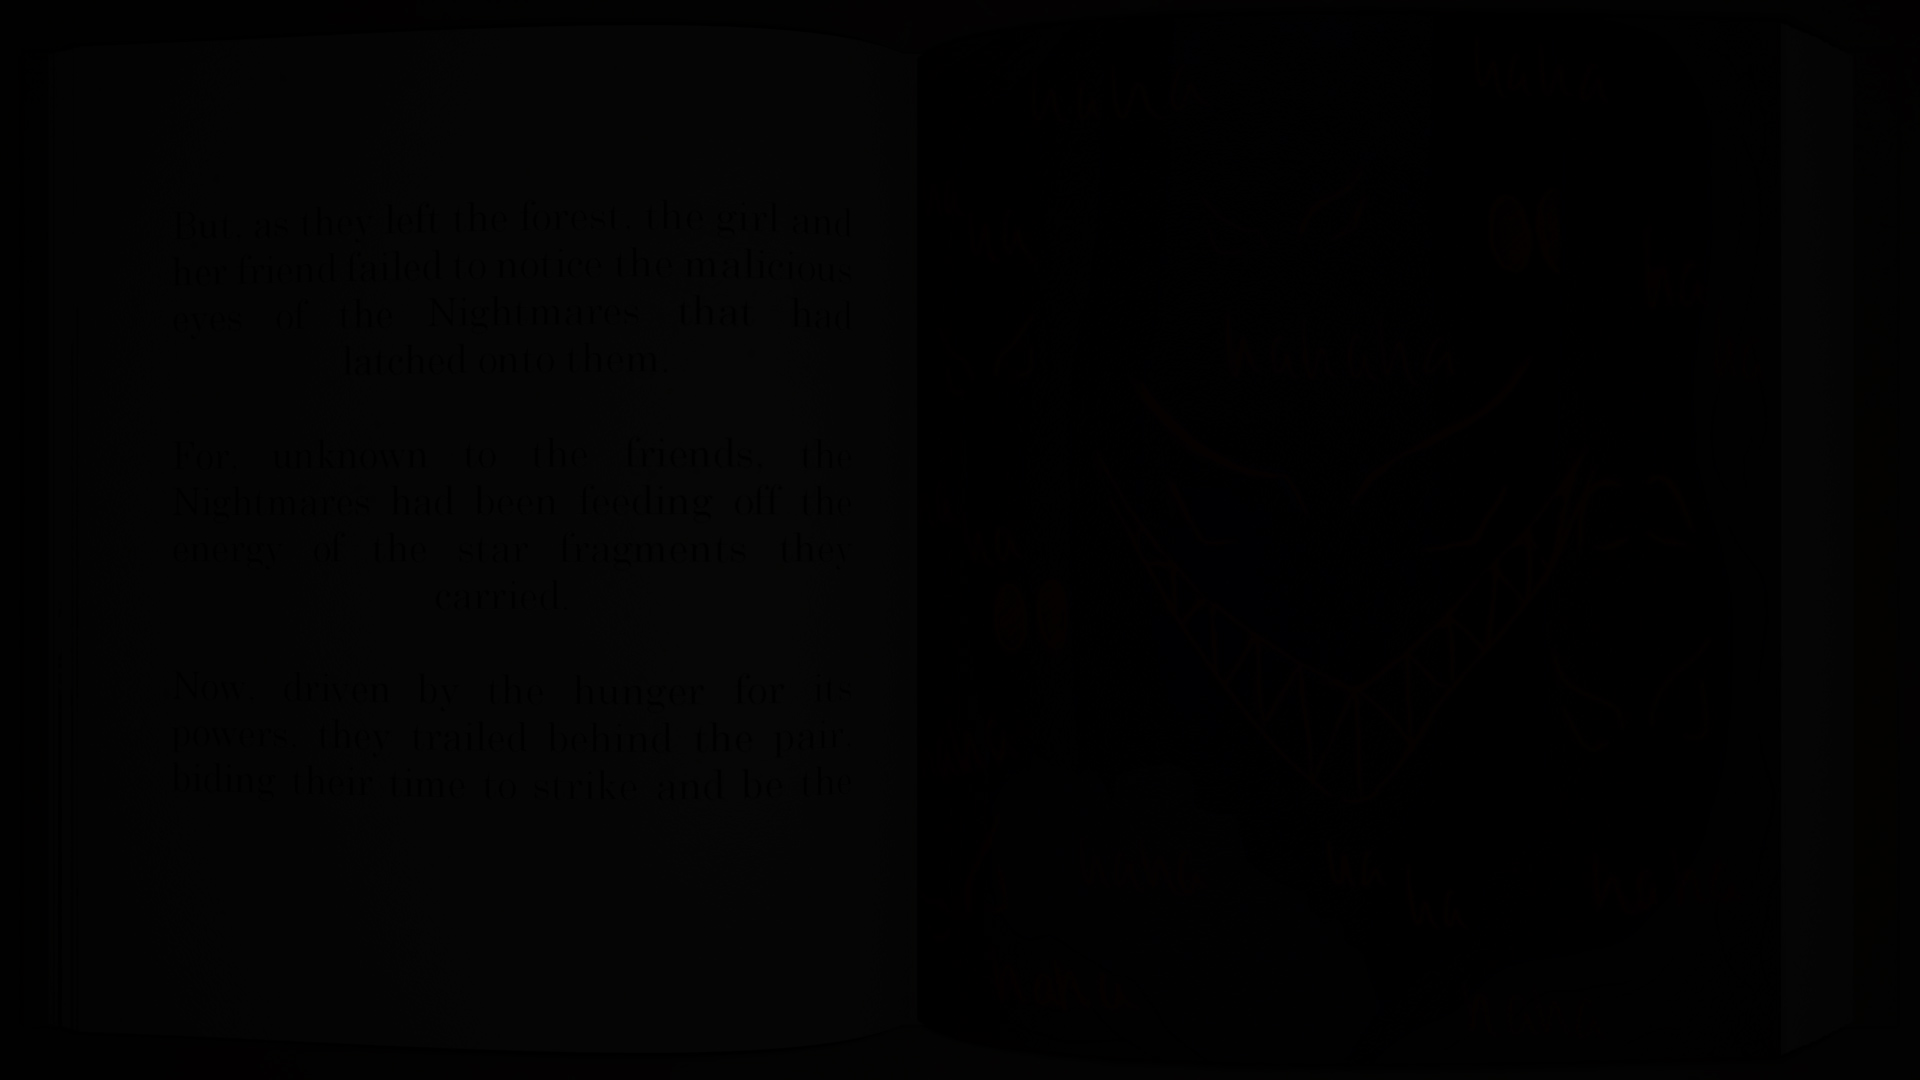 But, as they left the forest, the girl and
her friend failed to notice the malicious
eyes of the Nightmares that had
latched onto them.
For, unknown to the friends, the
Nightmares had been feeding off the
energy of the star fragments they
carried.
Now, driven by the hunger for its
powers, they trailed behind the pair,
biding their time to strike and be the
hahahaha
ha
ha